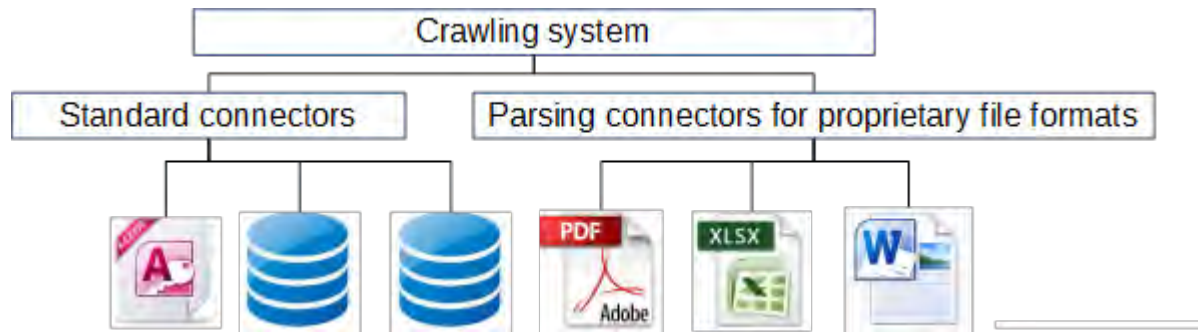 Crawling system
Standard connectors
Parsing connectors for proprietary file formats
A
PDF
Adobe
XLSX
X
W